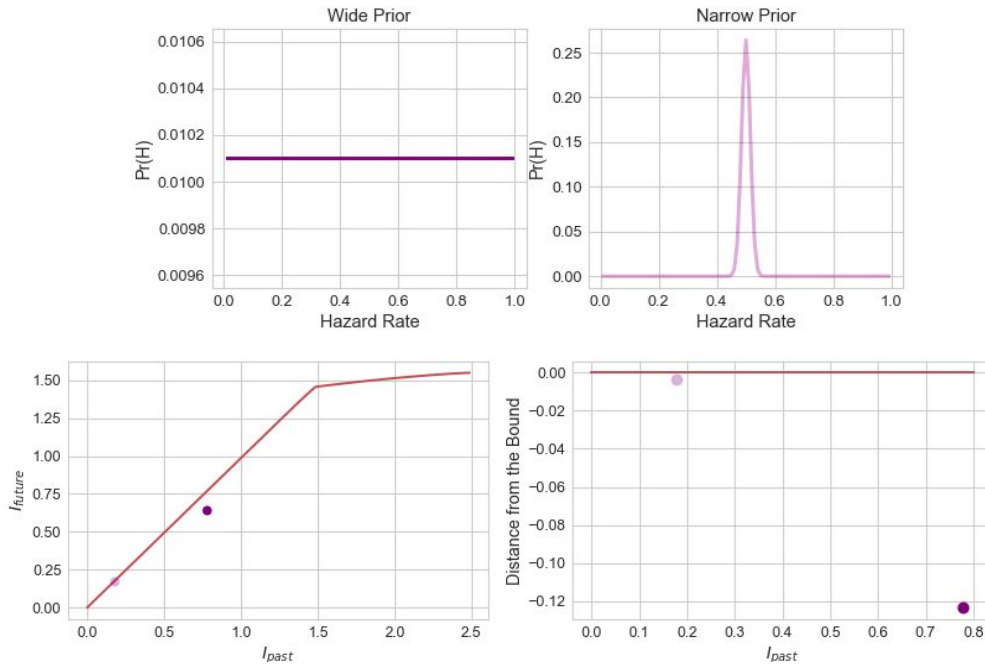 Wide Prior
Pr(H)
0.0106
0.0104
0.0102
0.0100
0.0098
0.0096
0.0 0.2 0.4 0.6 0.8 1.0
Hazard Rate
Narrow Prior
Pr(H)
0.25
0.20
0.15
0.10
0.05
0.00
0.0 0.2 0.4 0.6 0.8 1.0
Hazard Rate
I_future
1.50
1.25
1.00
0.75
0.50
0.25
0.00
0.0 0.5 1.0 1.5 2.0 2.5
I_past
Distance from the Bound
0.00
−0.02
−0.04
−0.06
−0.08
−0.10
−0.12
0.0 0.1 0.2 0.3 0.4 0.5 0.6 0.7 0.8
I_past